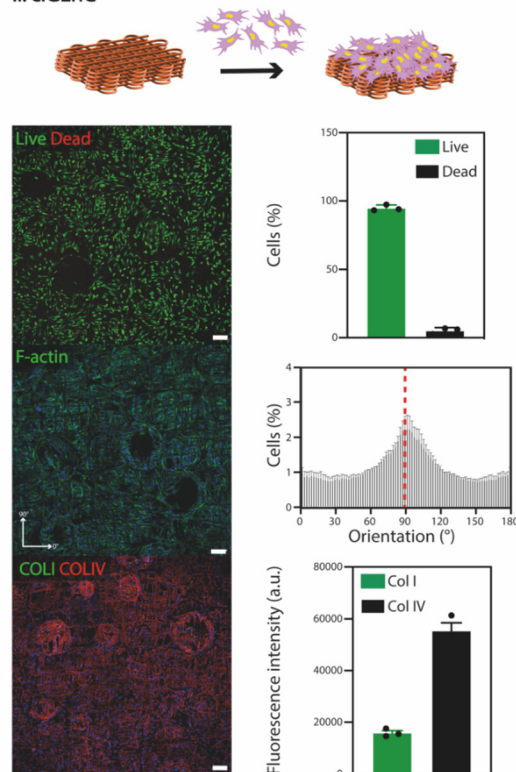 Live Dead
150
100
50
0
Cells (%)
Live
Dead
F-actin
90°
0°
4
3
2
1
0
Cells (%)
0 30 60 90 120 150 180
Orientation (°)
COLI COLIV
80000
60000
40000
20000
0
Fluorescence intensity (a.u.)
Col I
Col IV